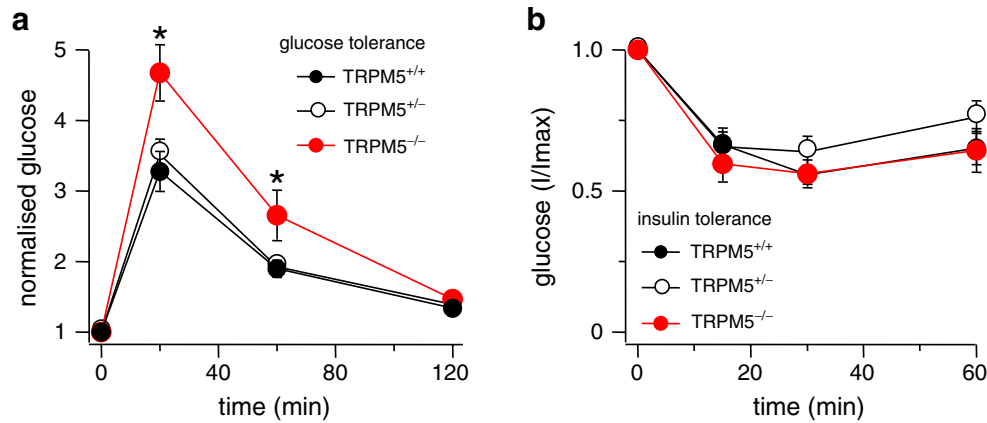 a
normalised glucose
5
4
3
2
1
*
*
glucose tolerance
TRPM5+/+
TRPM5+/−
TRPM5−/−
0
40
80
120
time (min)
b
glucose (I/Imax)
1.0
0.5
0
insulin tolerance
TRPM5+/+
TRPM5+/−
TRPM5−/−
0
20
40
60
time (min)